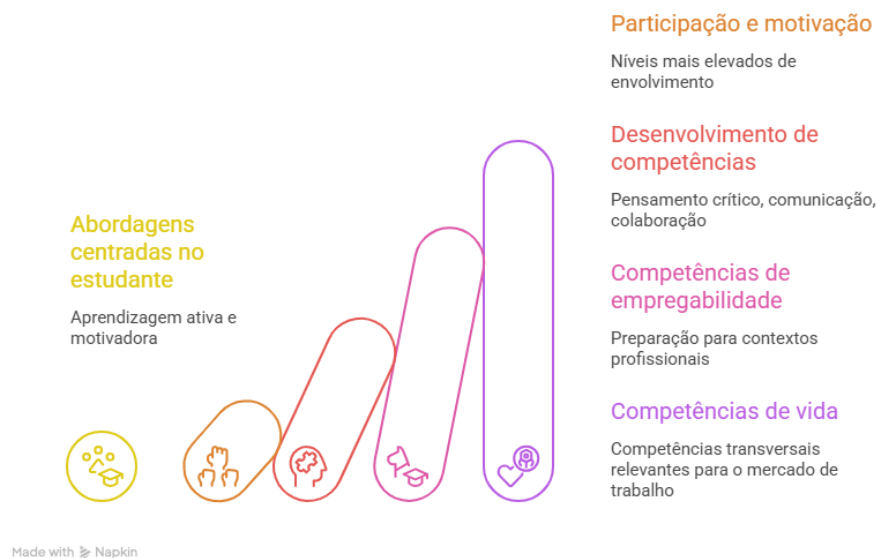 Abordagens
centradas no
estudante
Aprendizagem ativa e
motivadora
Participação e motivação
Níveis mais elevados de
envolvimento
Desenvolvimento de
competências
Pensamento crítico, comunicação,
colaboração
Competências de
empregabilidade
Preparação para contextos
profissionais
Competências de vida
Competências transversais
relevantes para o mercado de
trabalho
Made with Napkin